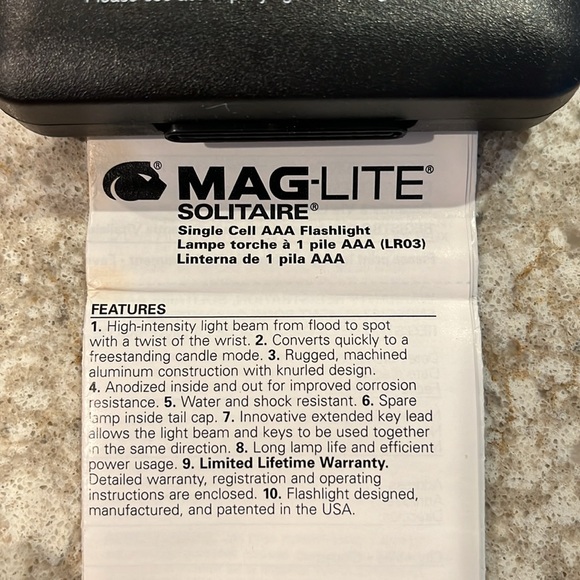 Please
MAG-LITE®
SOLITAIRE®
Single Cell AAA Flashlight
Lampe torche à 1 pile AAA (LR03)
Linterna de 1 pila AAA
FEATURES
1. High-intensity light beam from flood to spot
with a twist of the wrist. 2. Converts quickly to a
freestanding candle mode. 3. Rugged, machined
aluminum construction with knurled design.
4. Anodized inside and out for improved corrosion
resistance. 5. Water and shock resistant. 6. Spare
lamp inside tail cap. 7. Innovative extended key lead
allows the light beam and keys to be used together
in the same direction. 8. Long lamp life and efficient
power usage. 9. Limited Lifetime Warranty.
Detailed warranty, registration and operating
instructions are enclosed. 10. Flashlight designed,
manufactured, and patented in the USA.